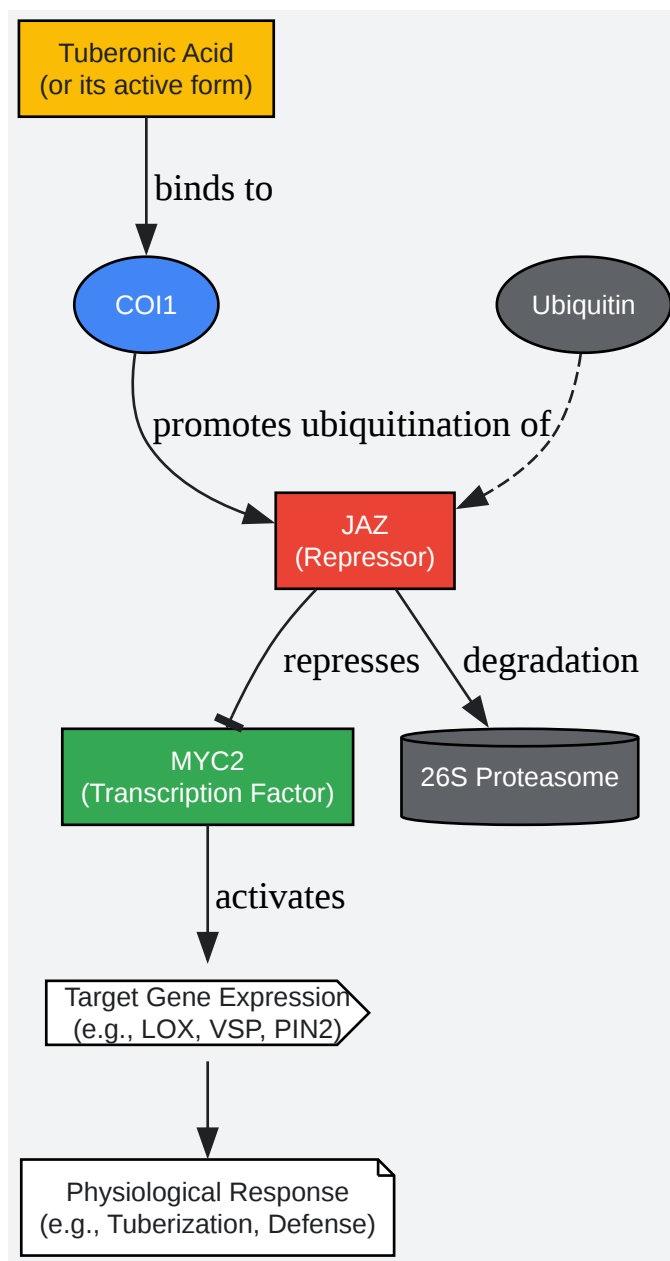 Tuberonic Acid
(or its active form)
binds to
COI1
Ubiquitin
promotes ubiquitination of
JAZ
(Repressor)
represses
degradation
MYC2
(Transcription Factor)
26S Proteasome
activates
Target Gene Expression
(e.g., LOX, VSP, PIN2)
Physiological Response
(e.g., Tuberization, Defense)